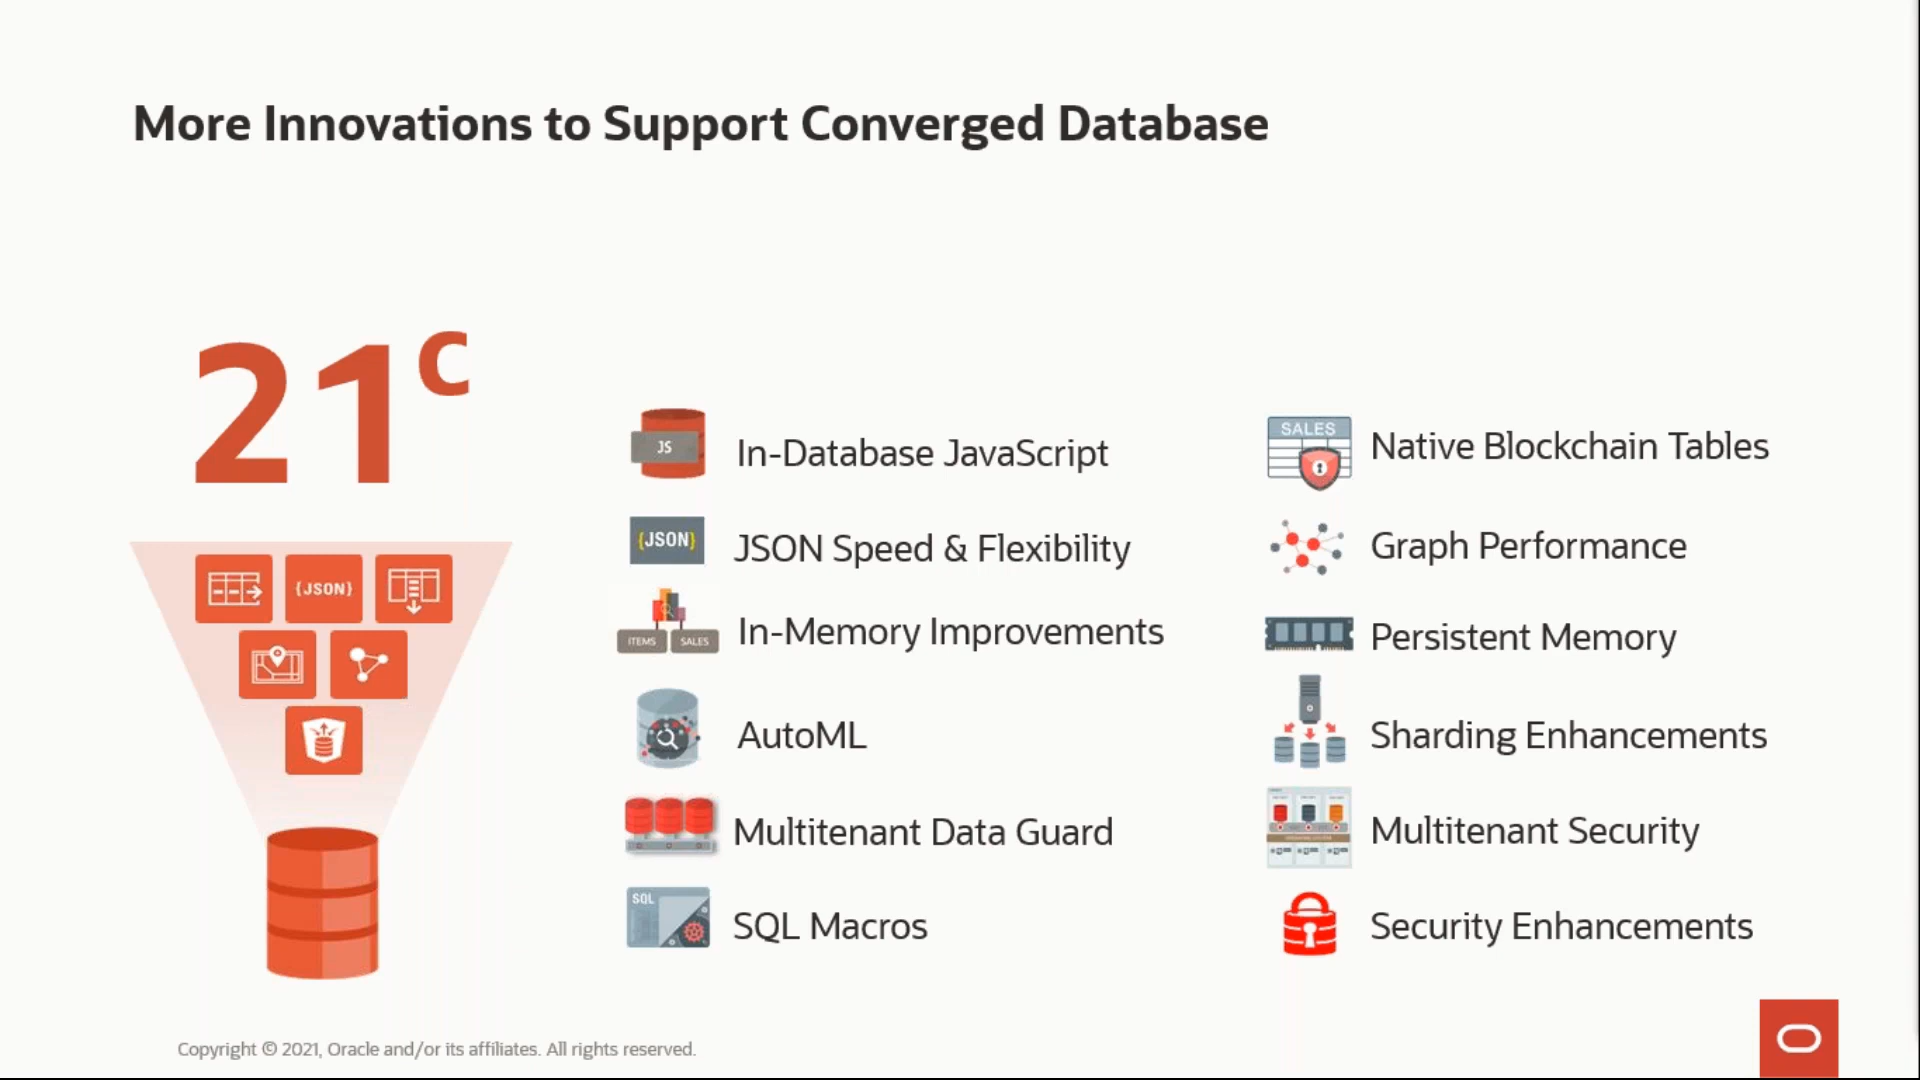 More Innovations to Support Converged Database
21c
{JSON}
JS
In-Database JavaScript
{JSON}
JSON Speed & Flexibility
ITEMS SALES
In-Memory Improvements
AutoML
Multitenant Data Guard
SQL
SQL Macros
SALES
Native Blockchain Tables
Graph Performance
Persistent Memory
Sharding Enhancements
Multitenant Security
Security Enhancements
Copyright © 2021, Oracle and/or its affiliates. All rights reserved.